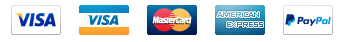 VISA
VISA
MasterCard
AMERICAN
EXPRESS
PayPal